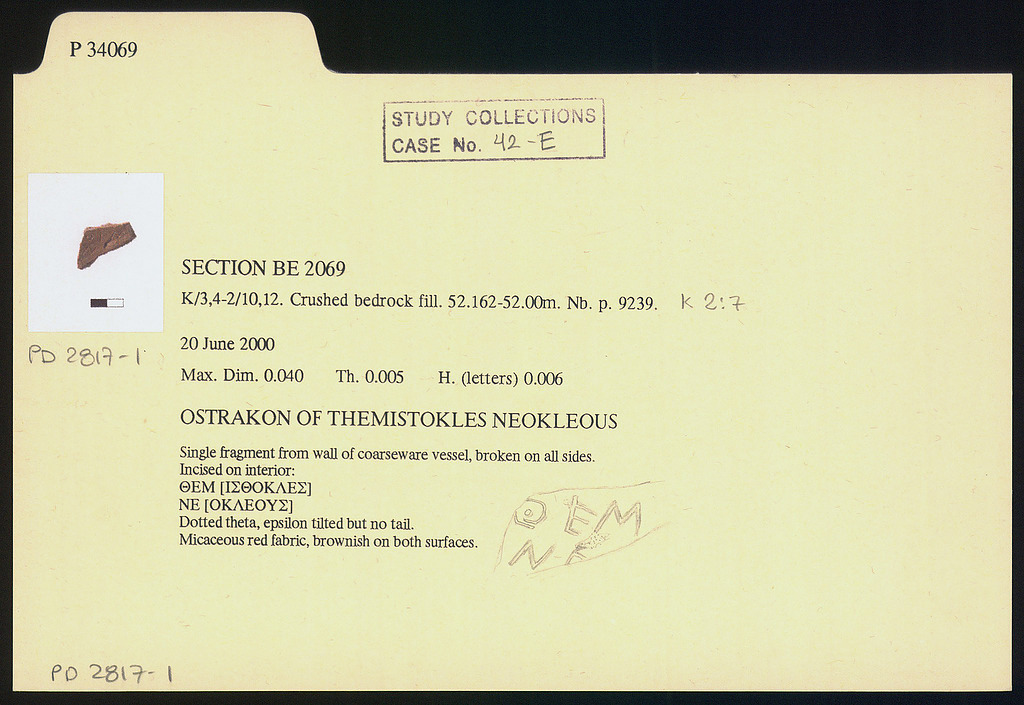 P 34069
STUDY COLLECTIONS
CASE No. 42-E
SECTION BE 2069
K/3,4-2/10,12. Crushed bedrock fill. 52.162-52.00m. Nb. p. 9239. K 2:7
PD 2817-1
20 June 2000
Max. Dim. 0.040 Th. 0.005 H. (letters) 0.006
OSTRAKON OF THEMISTOKLES NEOKLEOUS
Single fragment from wall of coarseware vessel, broken on all sides.
Incised on interior:
ΘΕΜ [ΙΣΘΟΚΛΕΣ]
ΝΕ [ΟΚΛΕΟΥΣ]
Dotted theta, epsilon tilted but no tail.
Micaceous red fabric, brownish on both surfaces.
ΘΕΜ
ΝΕ
PD 2817-1